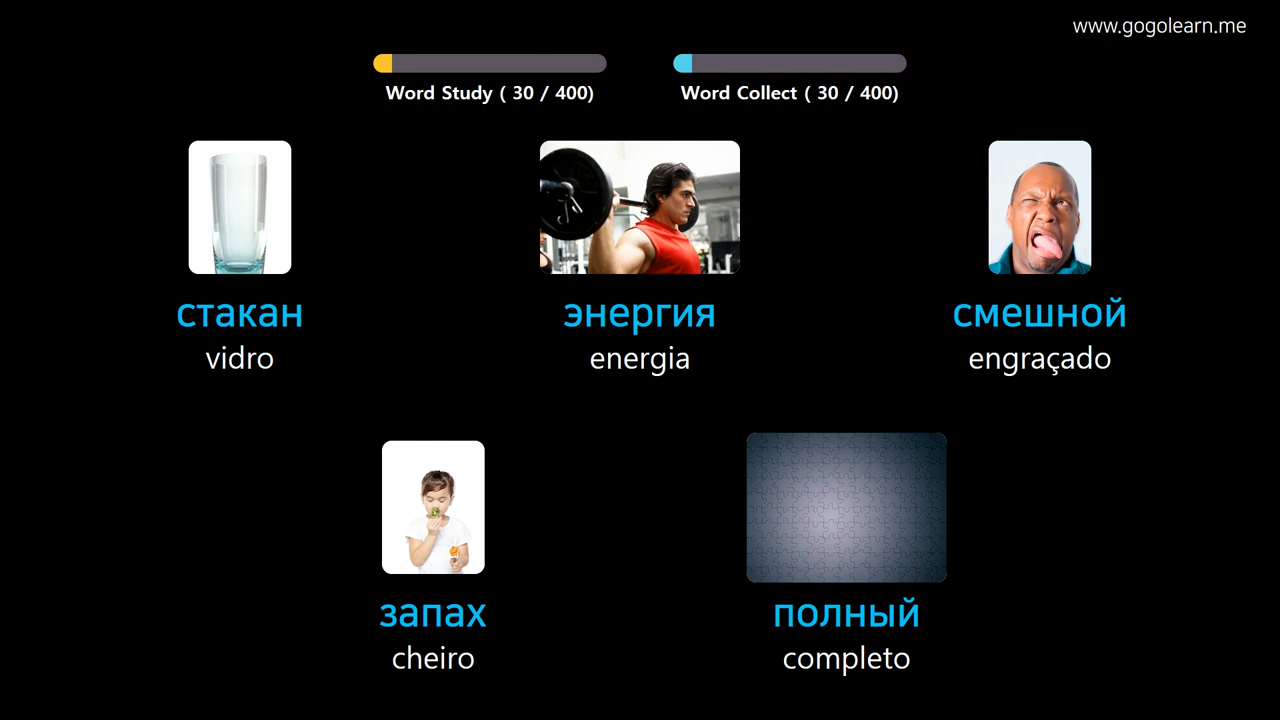 www.gogolearn.me
Word Study ( 30 / 400)
Word Collect ( 30 / 400)
стакан
vidro
энергия
energia
смешной
engraçado
запах
cheiro
полный
completo